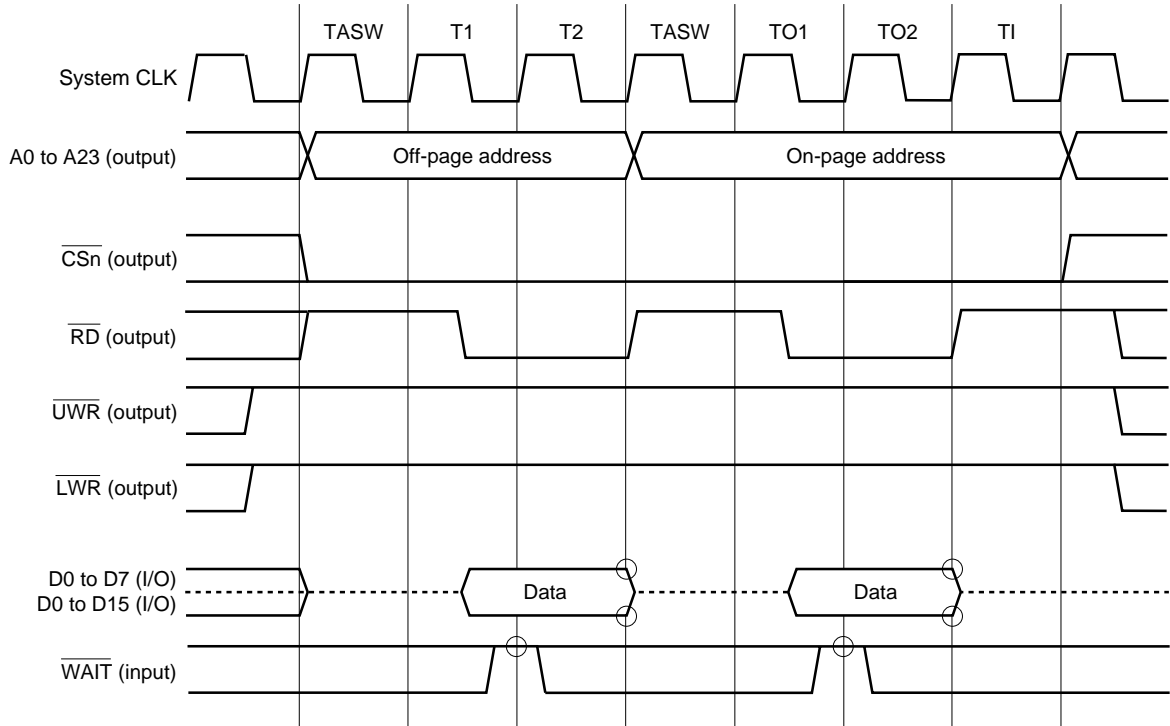 TASW T1 T2 TASW TO1 TO2 TI
System CLK
A0 to A23 (output) Off-page address On-page address
CSn (output)
RD (output)
UWR (output)
LWR (output)
D0 to D7 (I/O)
D0 to D15 (I/O)
Data Data
WAIT (input)